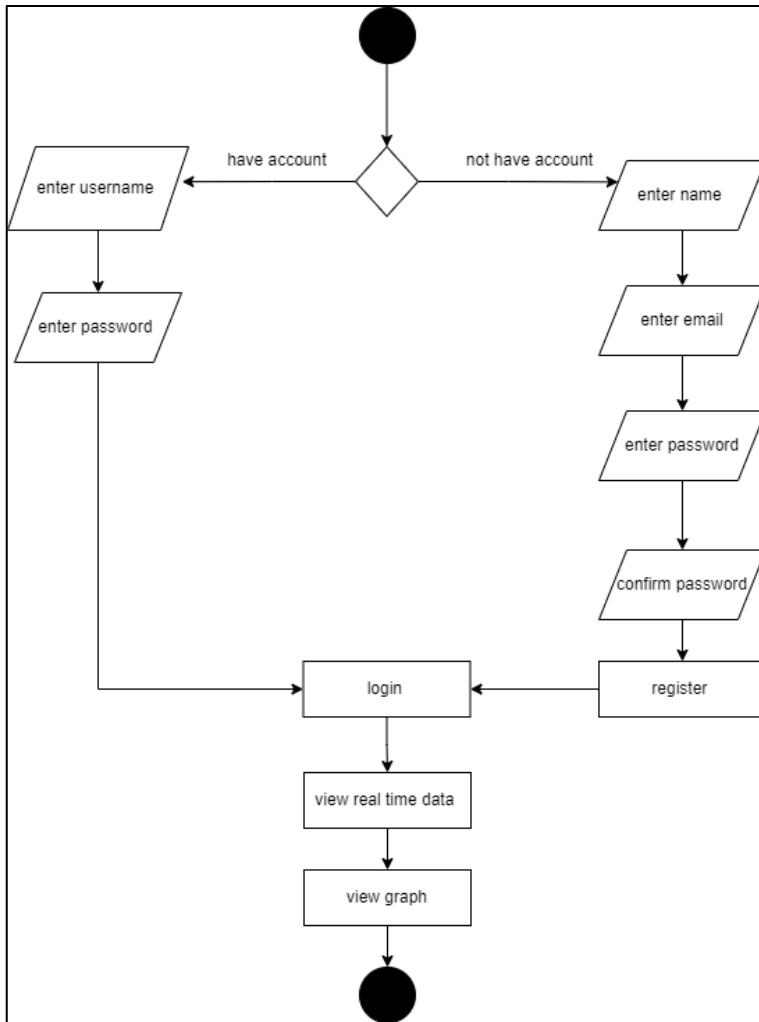 have account
not have account
enter username
enter name
enter password
enter email
enter password
confirm password
login
register
view real time data
view graph